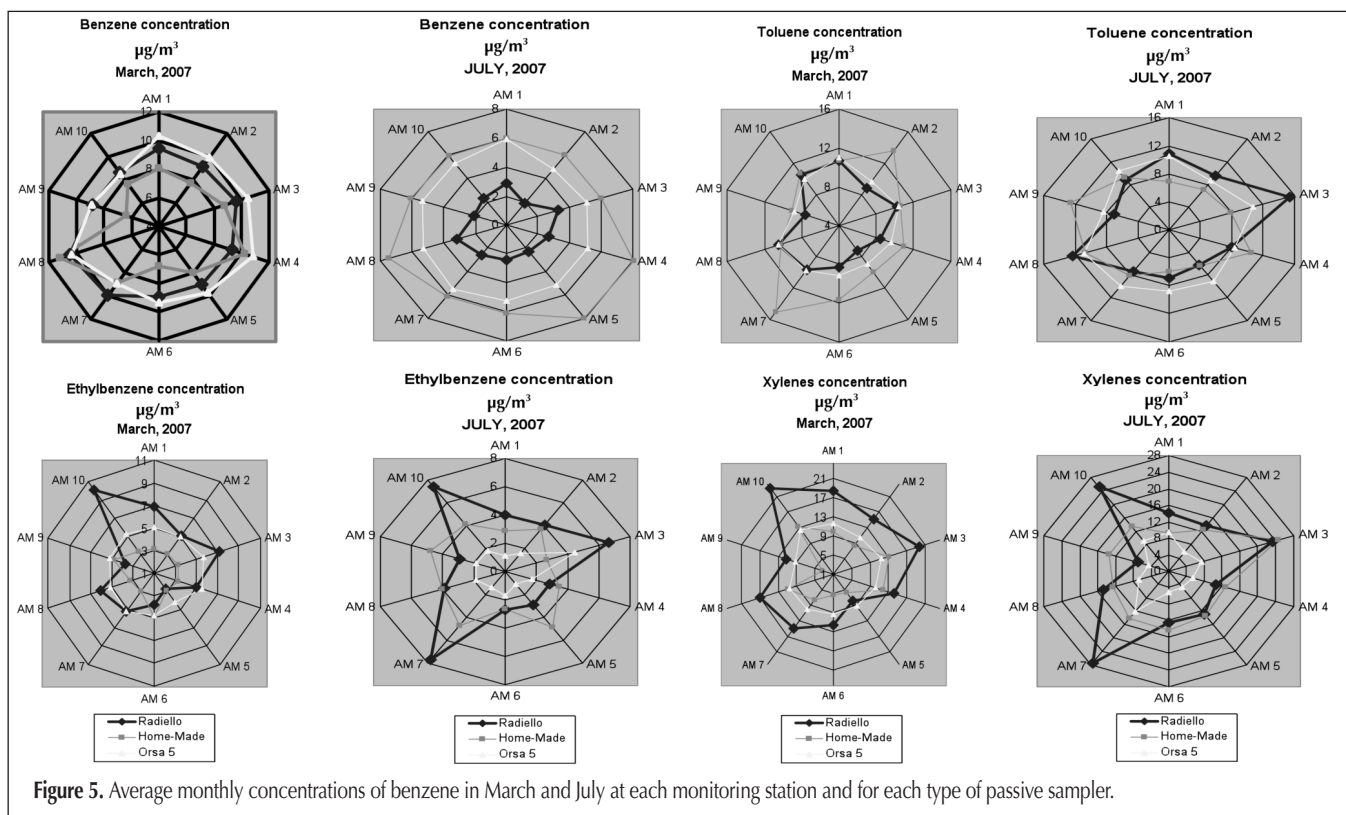 Benzene concentration
µg/m³
March, 2007
AM 1
12
AM 10
AM 2
10
8
AM 9
AM 3
6
4
AM 8
AM 4
AM 7
AM 5
AM 6
Benzene concentration
µg/m³
JULY, 2007
AM 1
8
AM 10
AM 2
6
4
AM 9
AM 3
2
0
AM 8
AM 4
AM 7
AM 5
AM 6
Toluene concentration
µg/m³
March, 2007
AM 1
16
AM 10
AM 2
12
AM 9
8
AM 3
4
AM 8
AM 4
AM 7
AM 5
AM 6
Toluene concentration
µg/m³
JULY, 2007
AM 1
16
AM 10
AM 2
12
8
AM 9
AM 3
4
0
AM 8
AM 4
AM 7
AM 5
AM 6
Ethylbenzene concentration
µg/m³
March, 2007
AM 1
11
AM 10
AM 2
9
7
AM 9
5
AM 3
3
1
AM 8
AM 4
AM 7
AM 5
AM 6
Radiello
Home-Made
Orsa 5
Ethylbenzene concentration
µg/m³
JULY, 2007
AM 1
8
AM 10
AM 2
6
4
AM 9
AM 3
2
0
AM 8
AM 4
AM 7
AM 5
AM 6
Radiello
Home-Made
Orsa 5
Xylenes concentration
µg/m³
March, 2007
AM 1
21
AM 10
AM 2
17
13
AM 9
9
AM 3
5
1
AM 8
AM 4
AM 7
AM 5
AM 6
Radiello
Home-Made
Orsa 5
Xylenes concentration
µg/m³
JULY, 2007
AM 1
28
AM 10
24
AM 2
20
16
12
AM 9
8
AM 3
4
0
AM 8
AM 4
AM 7
AM 5
AM 6
Radiello
Home-Made
Orsa 5
Figure 5. Average monthly concentrations of benzene in March and July at each monitoring station and for each type of passive sampler.